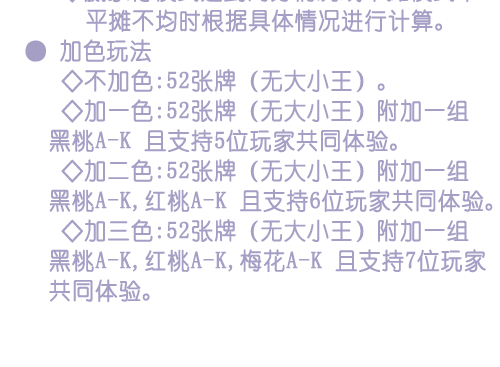 平摊不均时根据具体情况进行计算。
● 加色玩法
◇不加色:52张牌（无大小王）。
◇加一色:52张牌（无大小王）附加一组
黑桃A-K 且支持5位玩家共同体验。
◇加二色:52张牌（无大小王）附加一组
黑桃A-K,红桃A-K 且支持6位玩家共同体验。
◇加三色:52张牌（无大小王）附加一组
黑桃A-K,红桃A-K,梅花A-K 且支持7位玩家
共同体验。